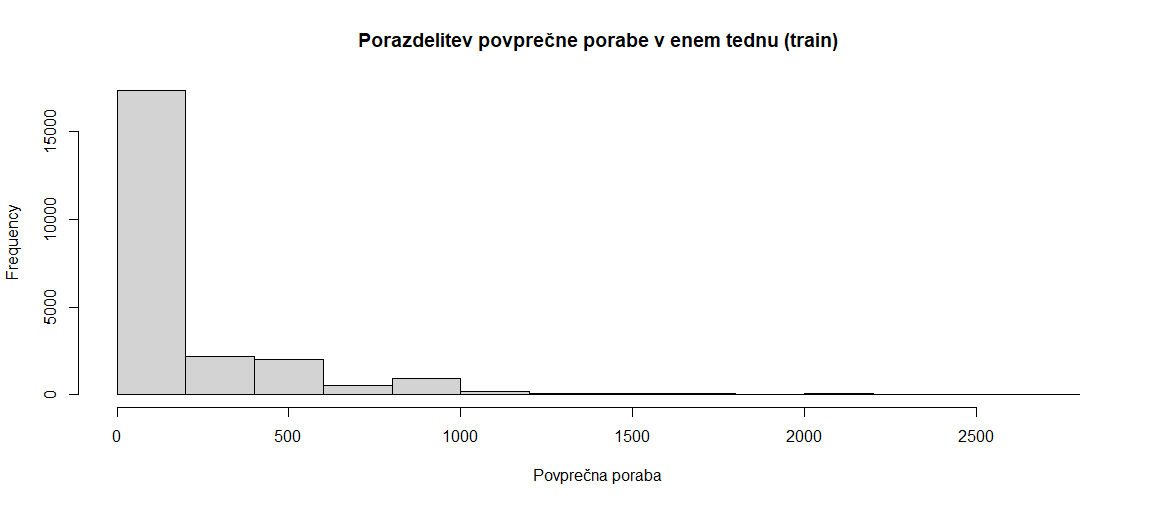 Porazdelitev povprečne porabe v enem tednu (train)
Frequency
15000
10000
5000
0
0 500 1000 1500 2000 2500
Povprečna poraba